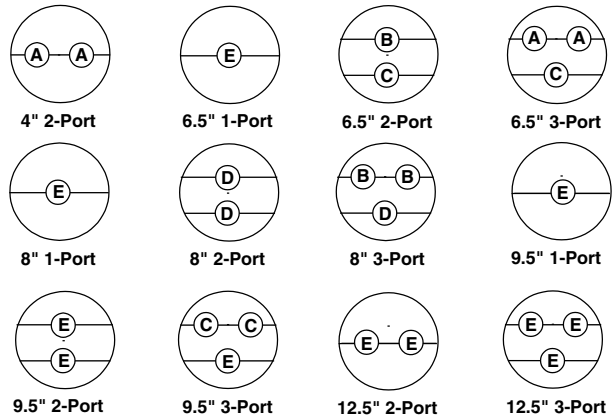 A A E B C A A C
4" 2-Port 6.5" 1-Port 6.5" 2-Port 6.5" 3-Port
E D D B B D E
8" 1-Port 8" 2-Port 8" 3-Port 9.5" 1-Port
E E C C E E E E E E
9.5" 2-Port 9.5" 3-Port 12.5" 2-Port 12.5" 3-Port